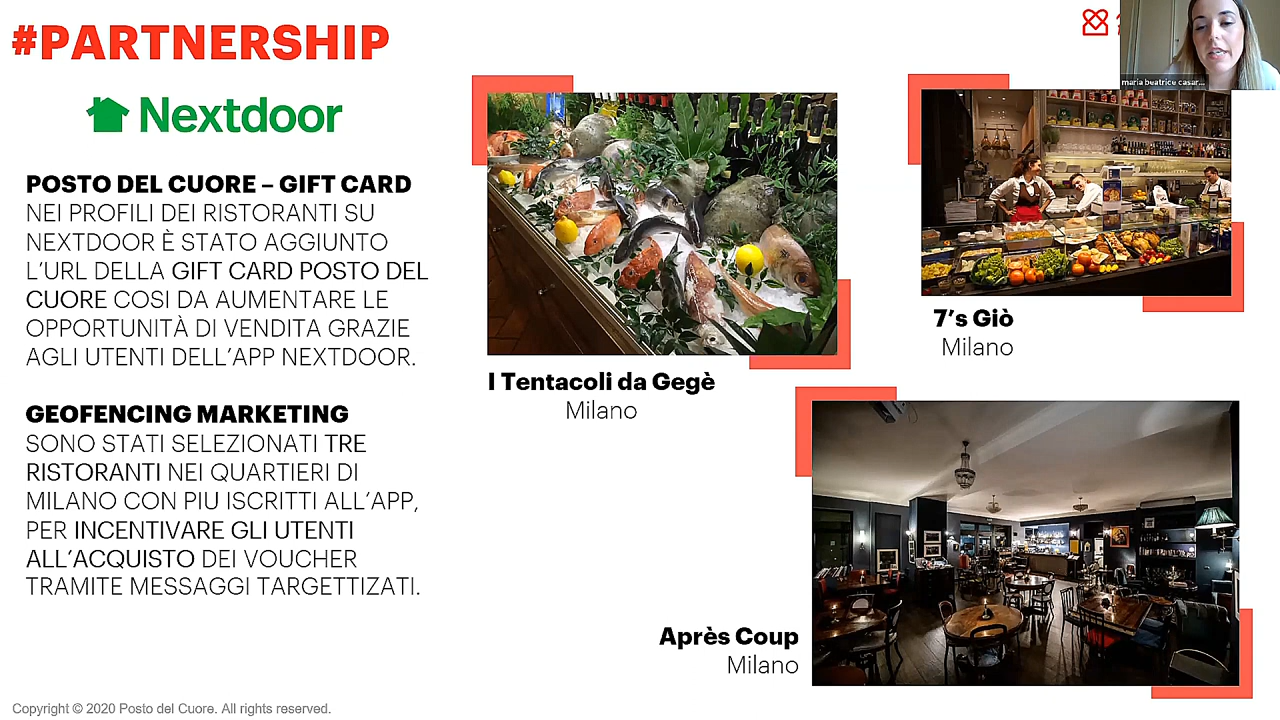 #PARTNERSHIP
Nextdoor
POSTO DEL CUORE – GIFT CARD
NEI PROFILI DEI RISTORANTI SU
NEXTDOOR È STATO AGGIUNTO
L’URL DELLA GIFT CARD POSTO DEL
CUORE COSI DA AUMENTARE LE
OPPORTUNITÀ DI VENDITA GRAZIE
AGLI UTENTI DELL’APP NEXTDOOR.
GEOFENCING MARKETING
SONO STATI SELEZIONATI TRE
RISTORANTI NEI QUARTIERI DI
MILANO CON PIU ISCRITTI ALL’APP,
PER INCENTIVARE GLI UTENTI
ALL’ACQUISTO DEI VOUCHER
TRAMITE MESSAGGI TARGETTIZATI.
I Tentacoli da Gegè
Milano
7’s Giò
Milano
Après Coup
Milano
maria beatrice casar...
Copyright © 2020 Posto del Cuore. All rights reserved.